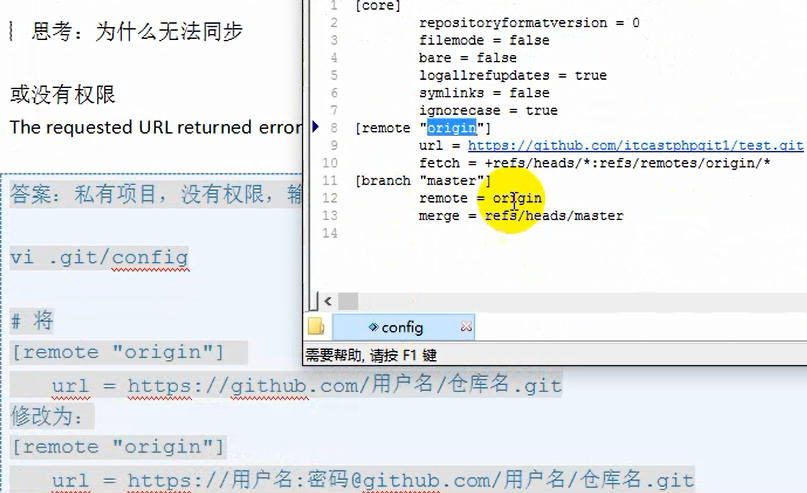 思考：为什么无法同步
或没有权限
The requested URL returned error
答案：私有项目，没有权限，输
vi .git/config
# 将
[remote "origin"]
url = https://github.com/用户名/仓库名.git
修改为：
[remote "origin"]
url = https://用户名:密码@github.com/用户名/仓库名.git
1 [core]
2 repositoryformatversion = 0
3 filemode = false
4 bare = false
5 logallrefupdates = true
6 symlinks = false
7 ignorecase = true
8 [remote "origin"]
9 url = https://github.com/itcastphpgit1/test.git
10 fetch = +refs/heads/*:refs/remotes/origin/*
11 [branch "master"]
12 remote = origin
13 merge = refs/heads/master
14
config
需要帮助, 请按 F1 键